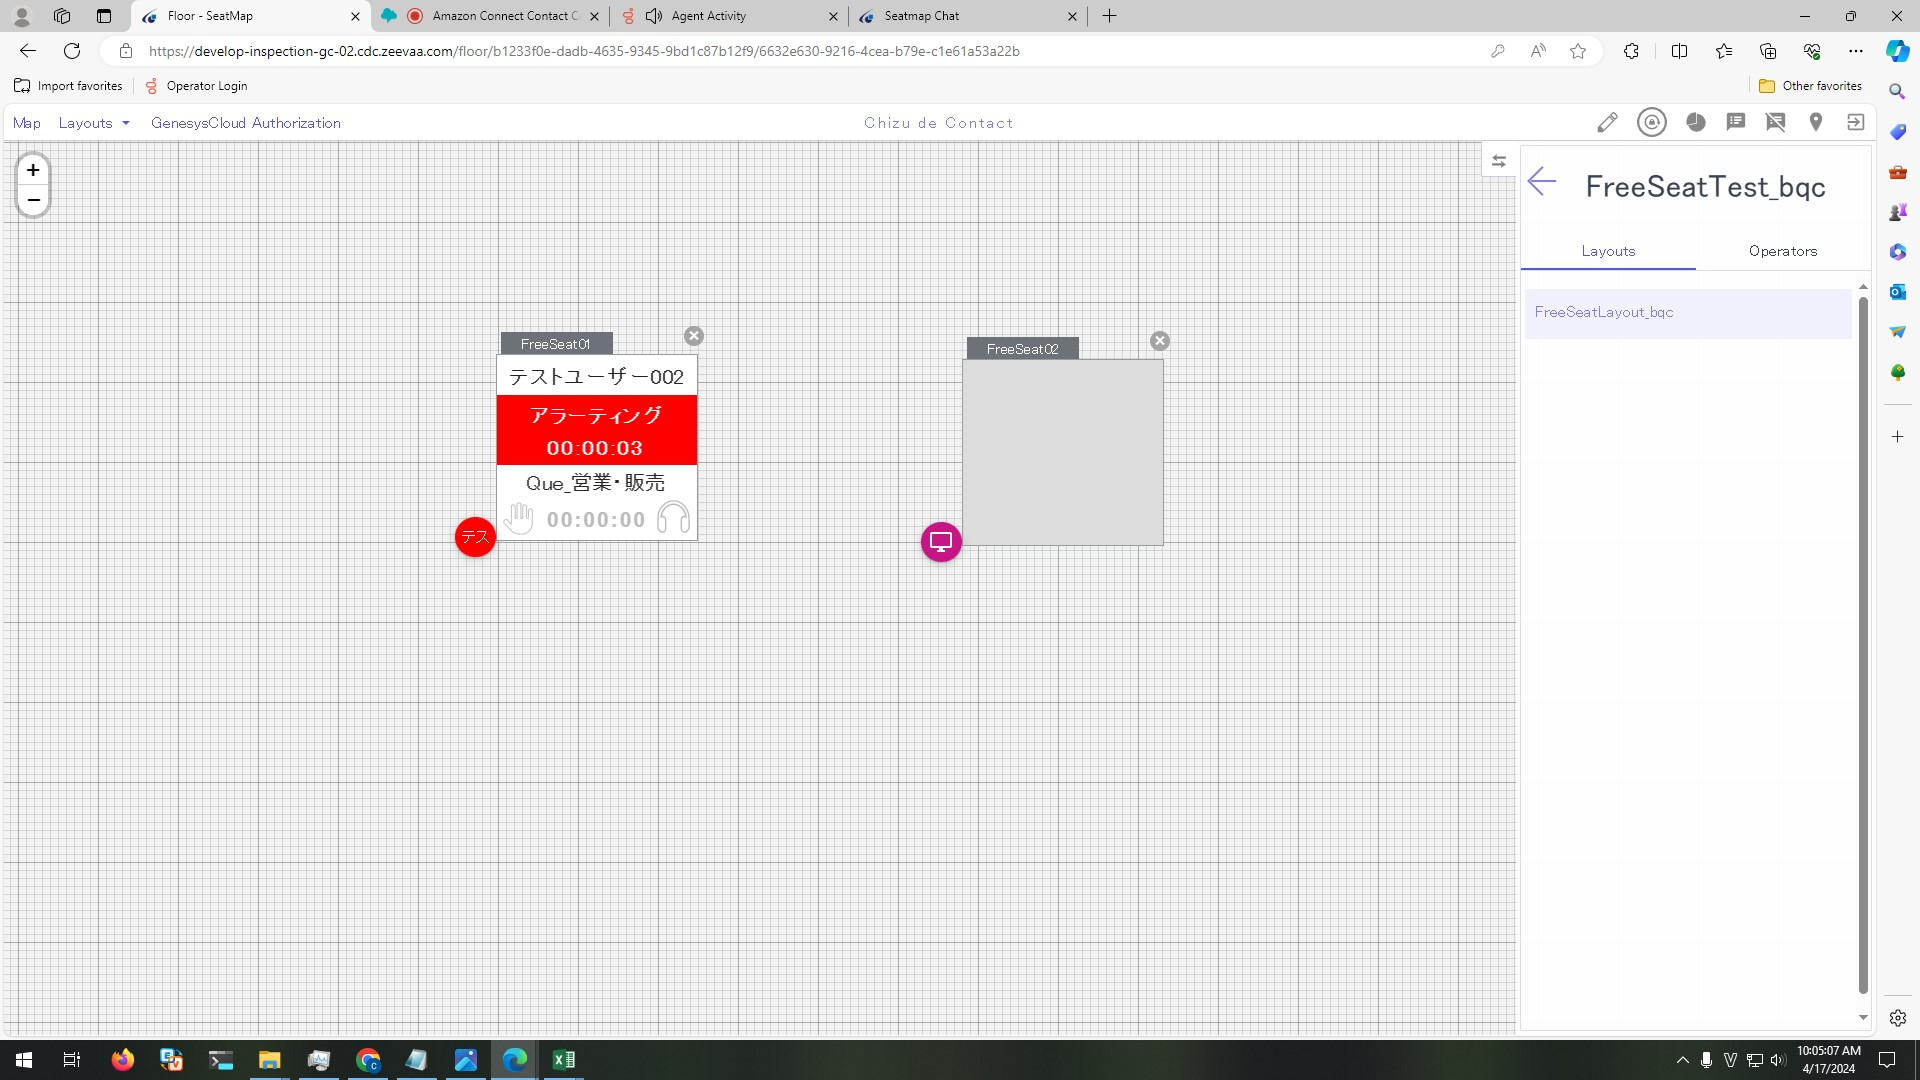 Floor - SeatMap
Amazon Connect Contact C
Agent Activity
Seatmap Chat
https://develop-inspection-gc-02.cdc.zeevaa.com/floor/b1233f0e-dadb-4635-9345-9bd1c87b12f9/6632e630-9216-4cea-b79e-c1e61a53a22b
Import favorites
Operator Login
Other favorites
Map
Layouts
GenesysCloud Authorization
Chizu de Contact
+
−
FreeSeatTest_bqc
Layouts
Operators
FreeSeatLayout_bqc
FreeSeat01
テストユーザー002
アラーティング
00:00:03
Que_営業・販売
00:00:00
テス
FreeSeat02
10:05:07 AM
4/17/2024